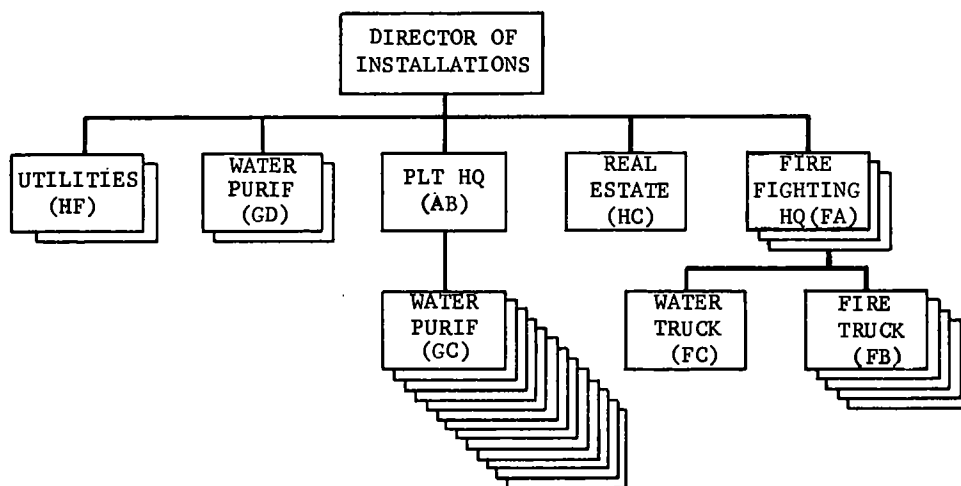 DIRECTOR OF
INSTALLATIONS
UTILITIES
(HF)
WATER
PURIF
(GD)
PLT HQ
(AB)
REAL
ESTATE
(HC)
FIRE
FIGHTING
HQ(FA)
WATER
PURIF
(GC)
WATER
TRUCK
(FC)
FIRE
TRUCK
(FB)